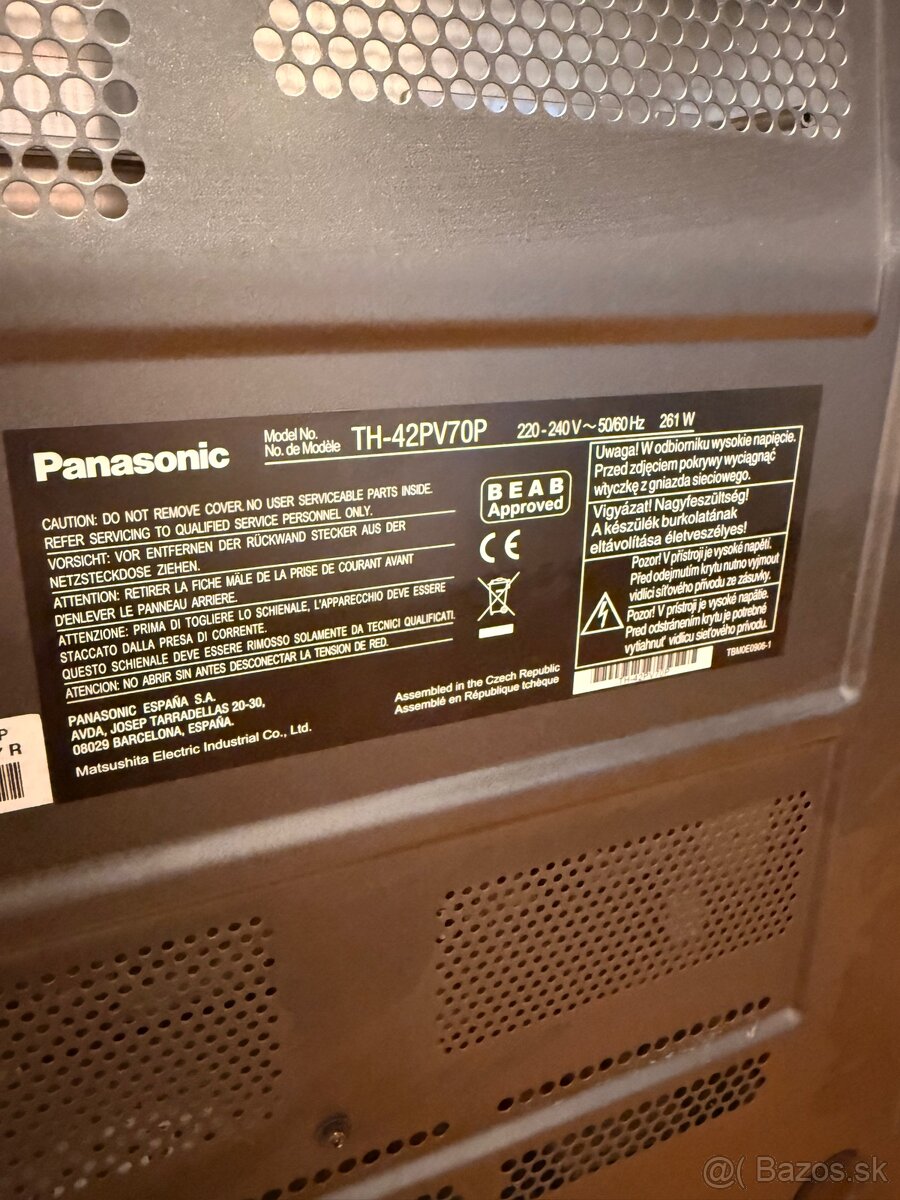 Panasonic
Model No.
No. de Modèle
TH-42PV70P
220-240 V ~ 50/60 Hz 261 W
CAUTION: DO NOT REMOVE COVER. NO USER SERVICEABLE PARTS INSIDE.
REFER SERVICING TO QUALIFIED SERVICE PERSONNEL ONLY.
VORSICHT: VOR ENTFERNEN DER RÜCKWAND STECKER AUS DER
NETZSTECKDOSE ZIEHEN.
ATTENTION: RETIRER LA FICHE MÂLE DE LA PRISE DE COURANT AVANT
D'ENLEVER LE PANNEAU ARRIERE.
ATTENZIONE: PRIMA DI TOGLIERE LO SCHIENALE, L'APPARECCHIO DEVE ESSERE
STACCATO DALLA PRESA DI CORRENTE.
QUESTO SCHIENALE DEVE ESSERE RIMOSSO SOLAMENTE DA TECNICI QUALIFICATI.
ATENCION: NO ABRIR SIN ANTES DESCONECTAR LA TENSION DE RED.
PANASONIC ESPAÑA S.A.
AVDA, JOSEP TARRADELLAS 20-30,
08029 BARCELONA, ESPAÑA.
Matsushita Electric Industrial Co., Ltd.
BEAB
Approved
CE
Assembled in the Czech Republic
Assemblé en République tchèque
Uwaga! W odbiorniku wysokie napięcie.
Przed zdjęciem pokrywy wyciągnąć
wtyczkę z gniazda sieciowego.
Vigyázat! Nagyfeszültség!
A készülék burkolatának
eltávolítása életveszélyes!
Pozor! V přístroji je vysoké napětí.
Před odejmutím krytu nutno vyjmout
vidlici síťového přívodu ze zásuvky.
Pozor! V prístroji je vysoké napätie.
Pred odstránením krytu je potrebné
vytiahnuť vidlicu sieťového prívodu.
TH-42PV70P
TBM0E0906-1
P
R
@( Bazos.sk